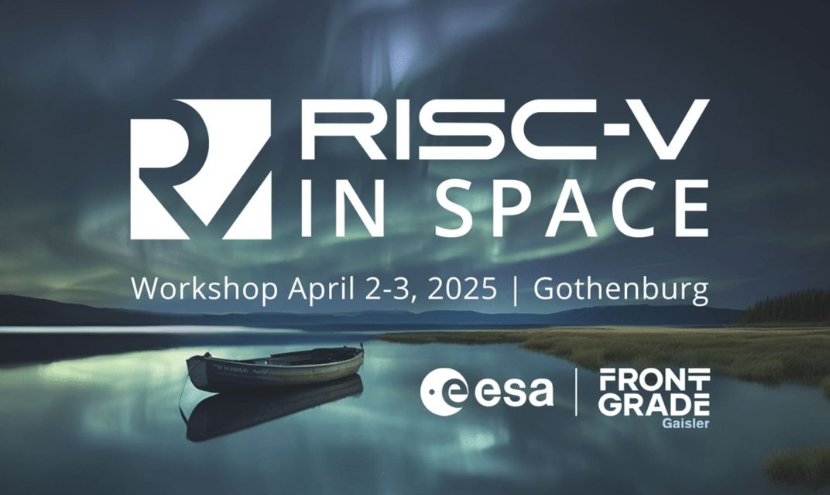 RISC-V
IN SPACE
Workshop April 2-3, 2025 | Gothenburg
esa
FRONT
GRADE
Gaisler